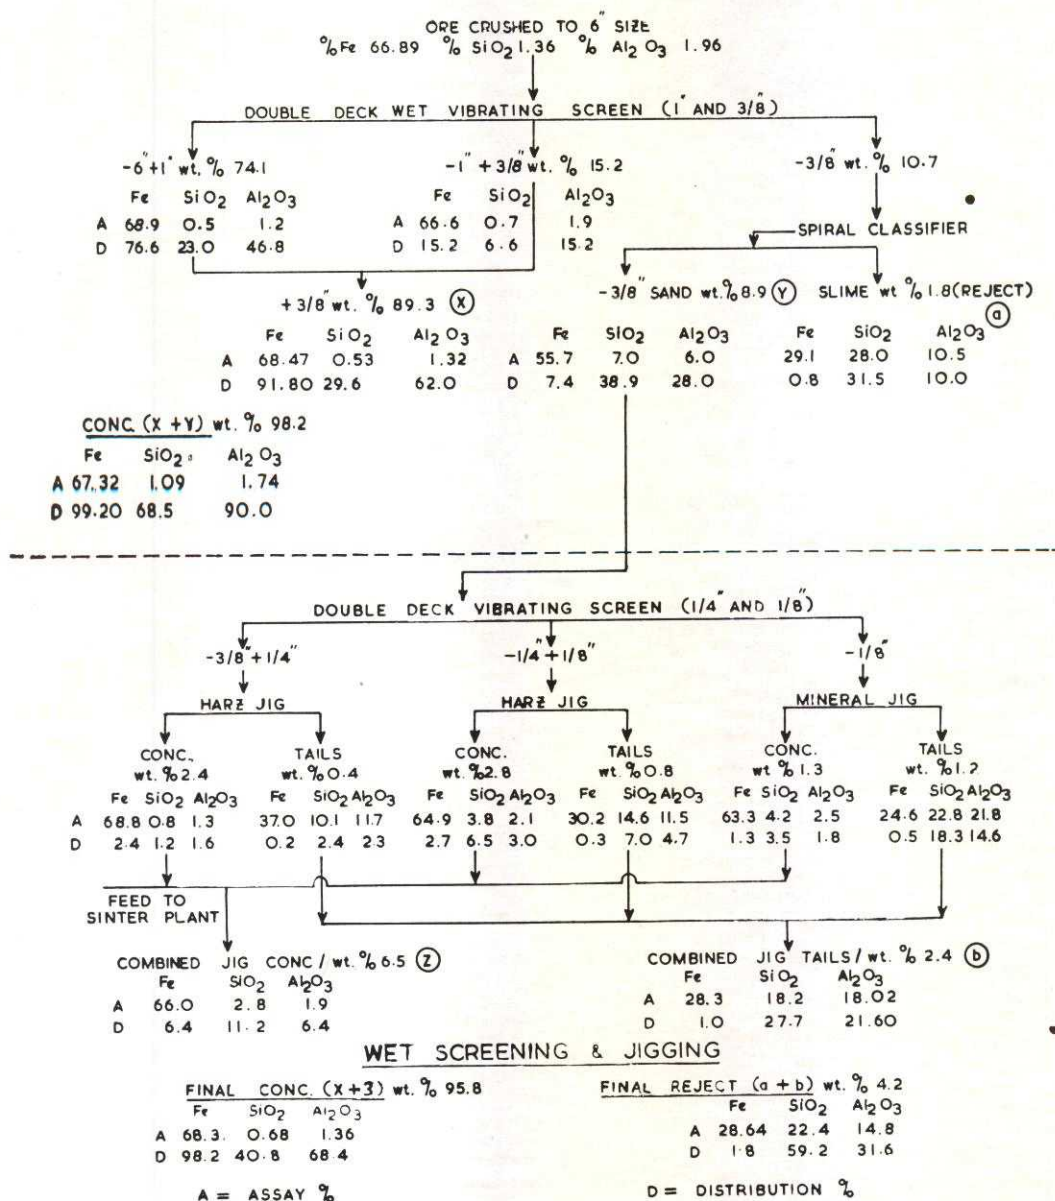 ORE CRUSHED TO 6" SIZE
%Fe 66.89 % SiO2 1.36 % Al2O3 1.96
DOUBLE DECK WET VIBRATING SCREEN (1" AND 3/8")
-6"+1" wt. % 74.1
Fe SiO2 Al2O3
A 68.9 0.5 1.2
D 76.6 23.0 46.8
-1" + 3/8" wt. % 15.2
Fe SiO2 Al2O3
A 66.6 0.7 1.9
D 15.2 6.6 15.2
-3/8" wt. % 10.7
SPIRAL CLASSIFIER
+3/8" wt. % 89.3 (X)
Fe SiO2 Al2O3
A 68.47 0.53 1.32
D 91.80 29.6 62.0
-3/8" SAND wt.% 8.9 (Y)
Fe SiO2 Al2O3
A 55.7 7.0 6.0
D 7.4 38.9 28.0
SLIME wt % 1.8 (REJECT)
(a)
Fe SiO2 Al2O3
29.1 28.0 10.5
0.8 31.5 10.0
CONC. (X + Y) wt. % 98.2
Fe SiO2 Al2O3
A 67.32 1.09 1.74
D 99.20 68.5 90.0
DOUBLE DECK VIBRATING SCREEN (1/4" AND 1/8")
-3/8" + 1/4" -1/4" + 1/8" -1/8"
HARZ JIG HARZ JIG MINERAL JIG
CONC. TAILS CONC. TAILS CONC. TAILS
wt. % 2.4 wt. % 0.4 wt. % 2.8 wt. % 0.8 wt % 1.3 wt. % 1.2
Fe SiO2 Al2O3 Fe SiO2 Al2O3 Fe SiO2 Al2O3 Fe SiO2 Al2O3 Fe SiO2 Al2O3 Fe SiO2 Al2O3
A 68.8 0.8 1.3 37.0 10.1 11.7 64.9 3.8 2.1 30.2 14.6 11.5 63.3 4.2 2.5 24.6 22.8 21.8
D 2.4 1.2 1.6 0.2 2.4 2.3 2.7 6.5 3.0 0.3 7.0 4.7 1.3 3.5 1.8 0.5 18.3 14.6
FEED TO
SINTER PLANT
COMBINED JIG CONC / wt. % 6.5 (Z)
Fe SiO2 Al2O3
A 66.0 2.8 1.9
D 6.4 11.2 6.4
COMBINED JIG TAILS / wt. % 2.4 (b)
Fe SiO2 Al2O3
A 28.3 18.2 18.02
D 1.0 27.7 21.60
WET SCREENING & JIGGING
FINAL CONC. (X+3) wt. % 95.8
Fe SiO2 Al2O3
A 68.3. 0.68 1.36
D 98.2 40.8 68.4
FINAL REJECT (a + b) wt. % 4.2
Fe SiO2 Al2O3
A 28.64 22.4 14.8
D 1.8 59.2 31.6
A = ASSAY % D = DISTRIBUTION %